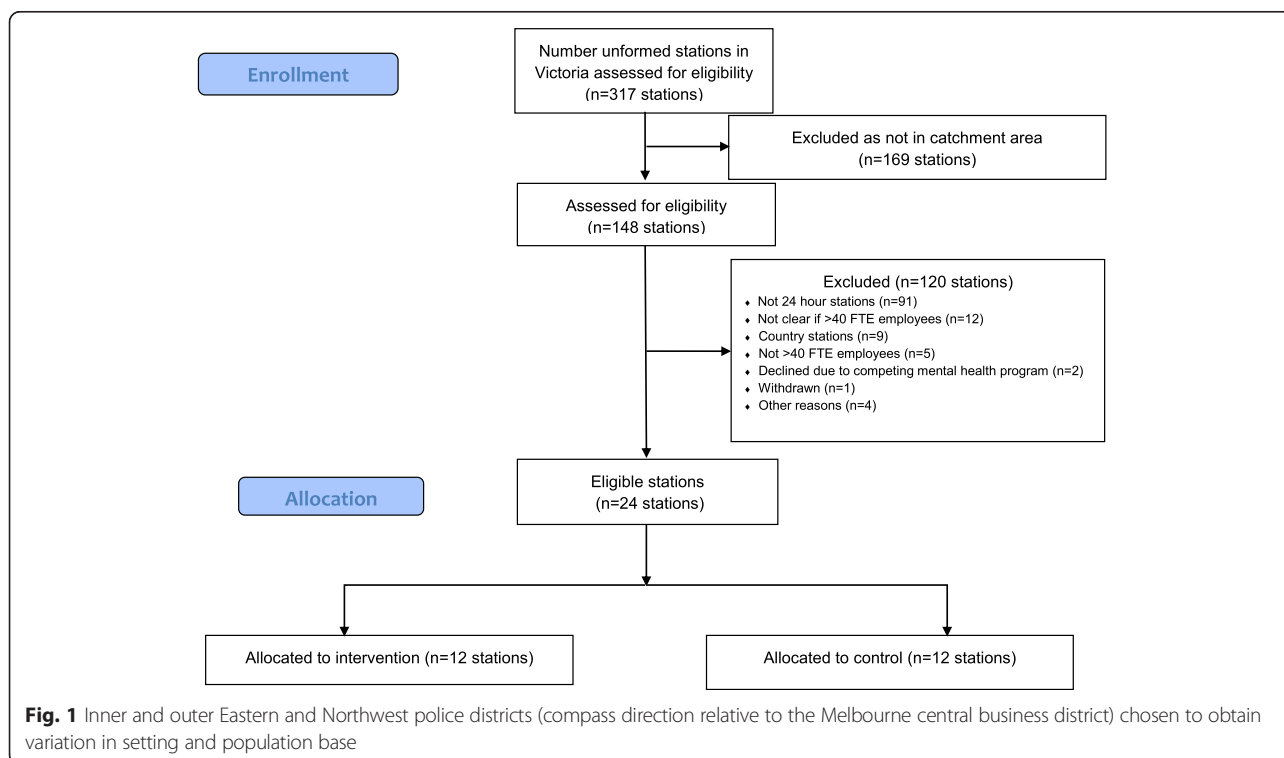 Enrollment
Number unformed stations in
Victoria assessed for eligibility
(n=317 stations)
Excluded as not in catchment area
(n=169 stations)
Assessed for eligibility
(n=148 stations)
Excluded (n=120 stations)
♦ Not 24 hour stations (n=91)
♦ Not clear if >40 FTE employees (n=12)
♦ Country stations (n=9)
♦ Not >40 FTE employees (n=5)
♦ Declined due to competing mental health program (n=2)
♦ Withdrawn (n=1)
♦ Other reasons (n=4)
Eligible stations
(n=24 stations)
Allocation
Allocated to intervention (n=12 stations)
Allocated to control (n=12 stations)
Fig. 1 Inner and outer Eastern and Northwest police districts (compass direction relative to the Melbourne central business district) chosen to obtain
variation in setting and population base